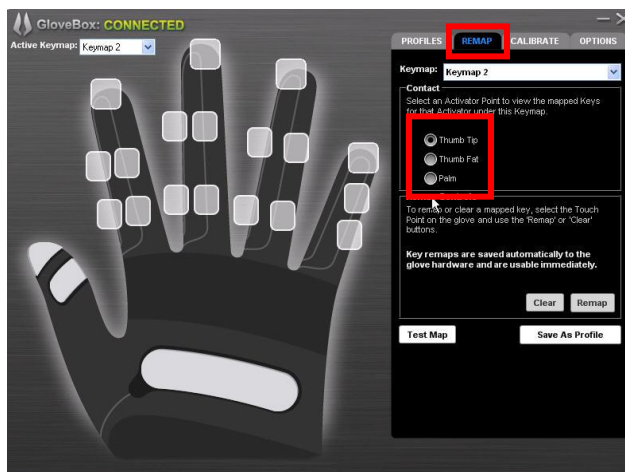 GloveBox: CONNECTED
Active Keymap: Keymap 2
PROFILES REMAP CALIBRATE OPTIONS
Keymap: Keymap 2
Contact
Select an Activator Point to view the mapped Keys
for that Activator under this Keymap.
Thumb Tip
Thumb Fat
Palm
To remap or clear a mapped key, select the Touch
Point on the glove and use the 'Remap' or 'Clear'
buttons.
Key remaps are saved automatically to the
glove hardware and are usable immediately.
Clear Remap
Test Map Save As Profile